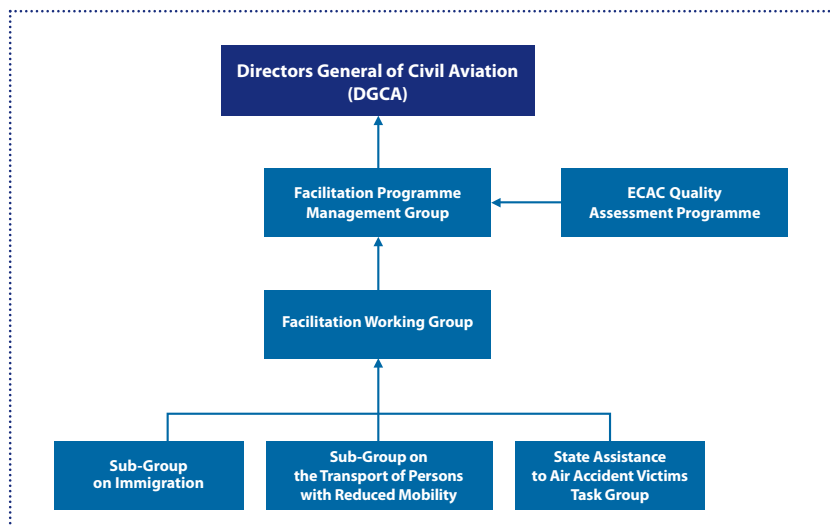 Directors General of Civil Aviation
(DGCA)
Facilitation Programme
Management Group
ECAC Quality
Assessment Programme
Facilitation Working Group
Sub-Group
on Immigration
Sub-Group on
the Transport of Persons
with Reduced Mobility
State Assistance
to Air Accident Victims
Task Group